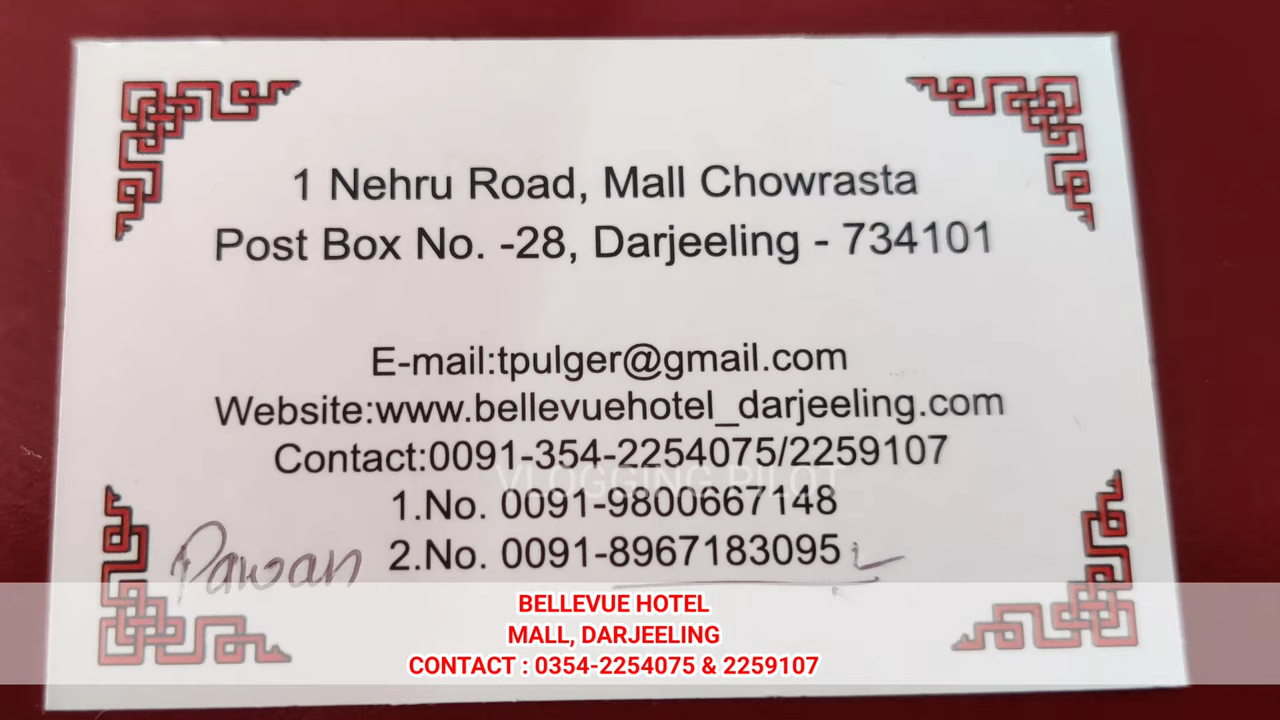 1 Nehru Road, Mall Chowrasta
Post Box No. -28, Darjeeling - 734101
E-mail:tpulger@gmail.com
Website:www.bellevuehotel_darjeeling.com
Contact:0091-354-2254075/2259107
VLOGGING PILOT
1.No. 0091-9800667148
Pawan 2.No. 0091-8967183095
BELLEVUE HOTEL
MALL, DARJEELING
CONTACT : 0354-2254075 & 2259107